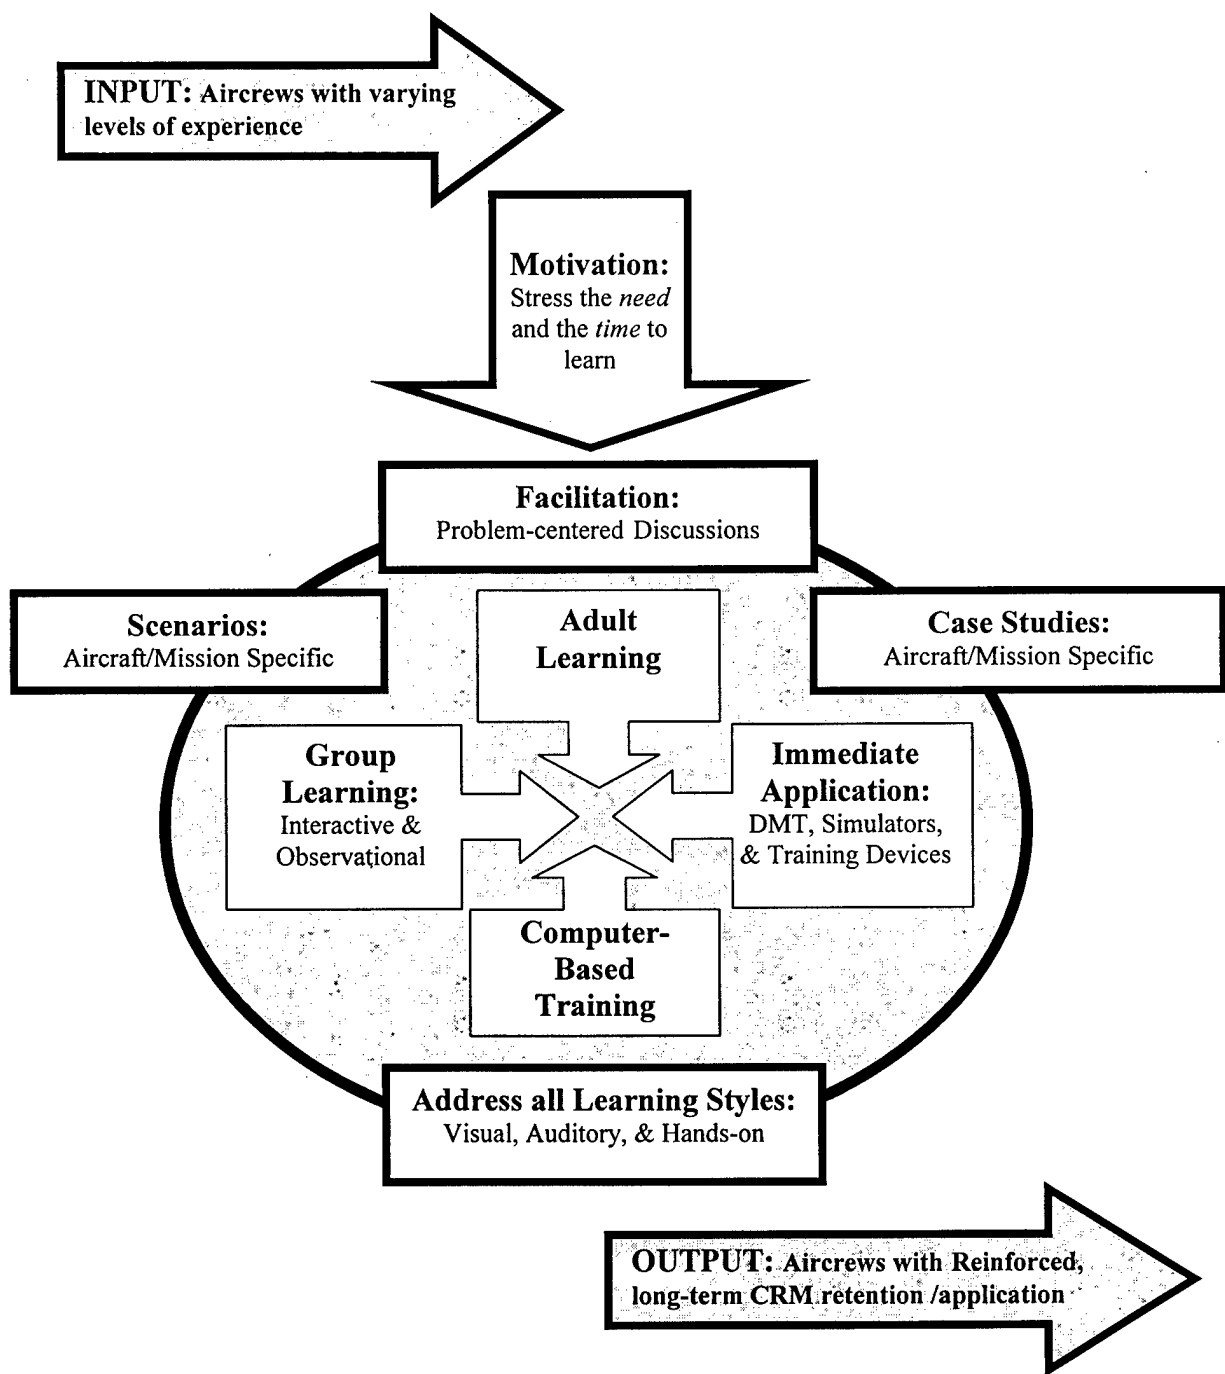 INPUT: Aircrews with varying
levels of experience
Motivation:
Stress the need
and the time to
learn
Facilitation:
Problem-centered Discussions
Scenarios:
Aircraft/Mission Specific
Case Studies:
Aircraft/Mission Specific
Adult
Learning
Group
Learning:
Interactive &
Observational
Immediate
Application:
DMT, Simulators,
& Training Devices
Computer-
Based
Training
Address all Learning Styles:
Visual, Auditory, & Hands-on
OUTPUT: Aircrews with Reinforced,
long-term CRM retention /application